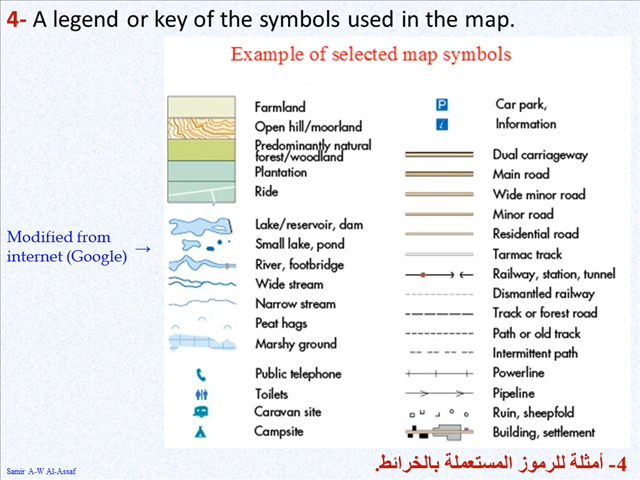 4- A legend or key of the symbols used in the map.
Example of selected map symbols
Farmland
Open hill/moorland
Predominantly natural
forest/woodland
Plantation
Ride
Lake/reservoir, dam
Small lake, pond
River, footbridge
Wide stream
Narrow stream
Peat hags
Marshy ground
Public telephone
Toilets
Caravan site
Campsite
P
Car park,
i
Information
Dual carriageway
Main road
Wide minor road
Minor road
Residential road
Tarmac track
Railway, station, tunnel
Dismantled railway
Track or forest road
Path or old track
Intermittent path
Powerline
Pipeline
Ruin, sheepfold
Building, settlement
Modified from
internet (Google) →
4- أمثلة للرموز المستعملة بالخرائط.
Samir A-W Al-Assaf